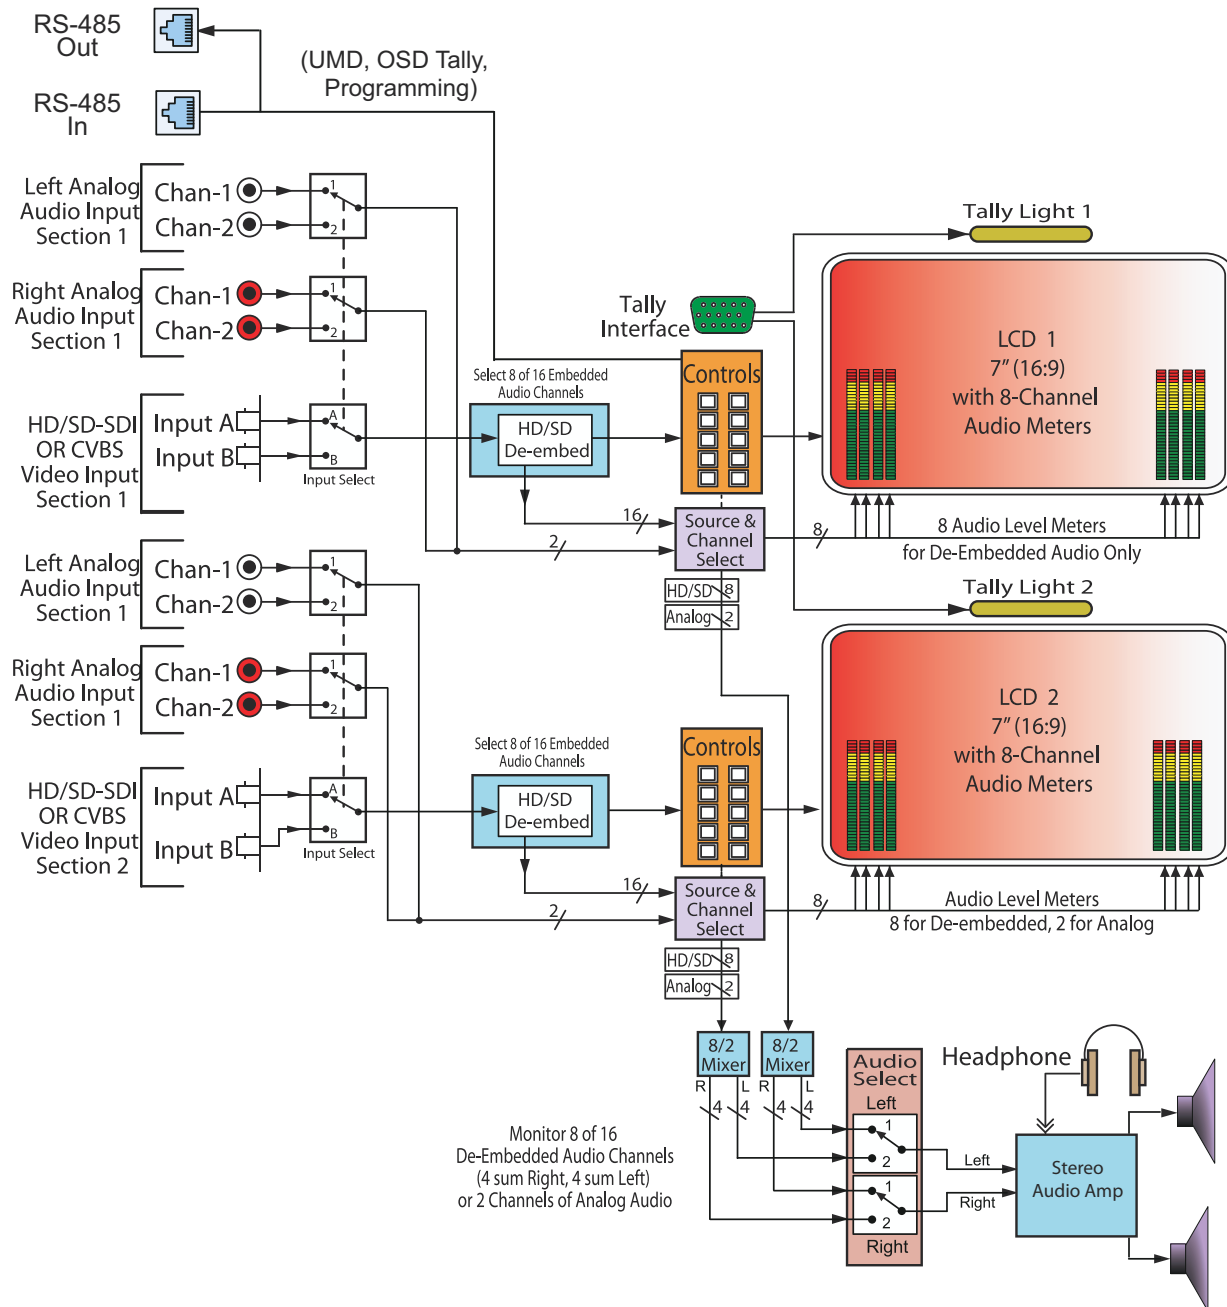 RS-485
Out
(UMD, OSD Tally,
Programming)
RS-485
In
Left Analog
Audio Input
Section 1
Chan-1
Chan-2
1
2
Right Analog
Audio Input
Section 1
Chan-1
Chan-2
1
2
HD/SD-SDI
OR CVBS
Video Input
Section 1
Input A
Input B
A
B
Input Select
Select 8 of 16 Embedded
Audio Channels
HD/SD
De-embed
Tally
Interface
Controls
Tally Light 1
LCD 1
7” (16:9)
with 8-Channel
Audio Meters
16
2
Source &
Channel
Select
8
8 Audio Level Meters
for De-Embedded Audio Only
HD/SD 8
Analog 2
Left Analog
Audio Input
Section 1
Chan-1
Chan-2
1
2
Right Analog
Audio Input
Section 1
Chan-1
Chan-2
1
2
HD/SD-SDI
OR CVBS
Video Input
Section 2
Input A
Input B
A
B
Input Select
Select 8 of 16 Embedded
Audio Channels
HD/SD
De-embed
Controls
Tally Light 2
LCD 2
7” (16:9)
with 8-Channel
Audio Meters
16
2
Source &
Channel
Select
8
Audio Level Meters
8 for De-embedded, 2 for Analog
HD/SD 8
Analog 2
8/2
Mixer
8/2
Mixer
R L R L
4 4 4 4
Audio
Select
Left
1
2
1
2
Right
Monitor 8 of 16
De-Embedded Audio Channels
(4 sum Right, 4 sum Left)
or 2 Channels of Analog Audio
Headphone
Left
Right
Stereo
Audio Amp